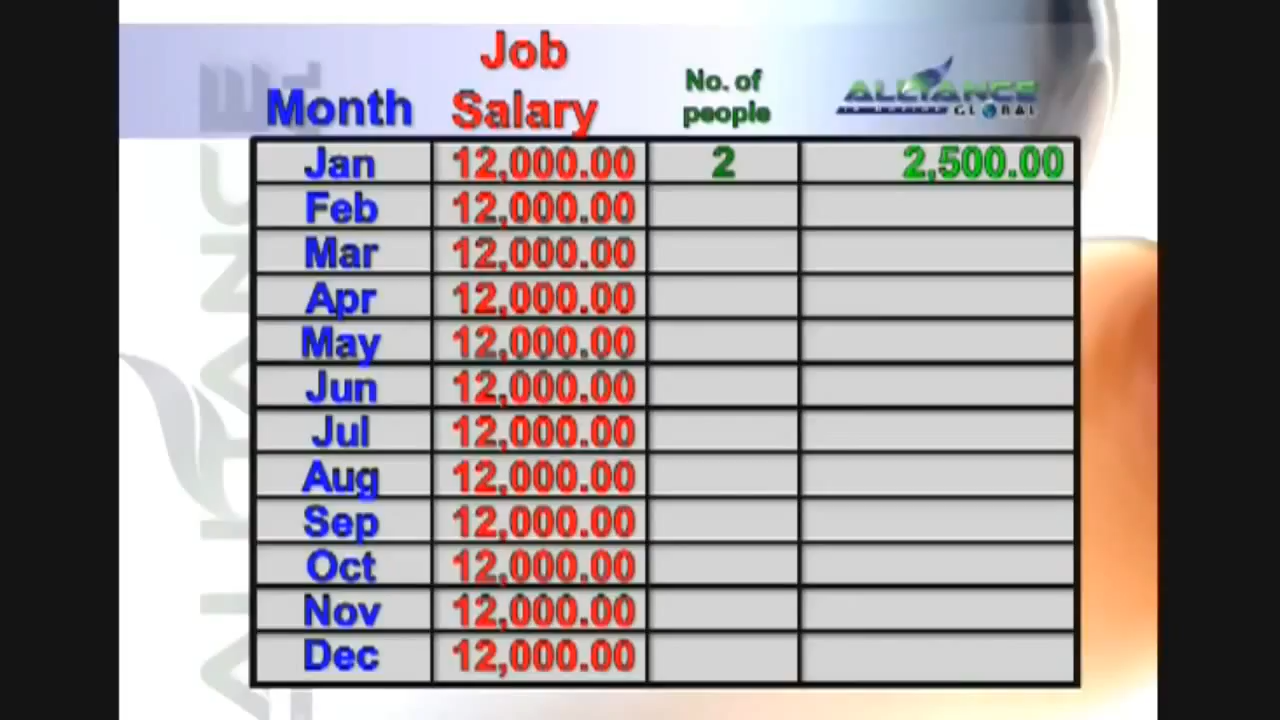 Month Job Salary No. of people ALLIANCE GLOBAL
Jan 12,000.00 2 2,500.00
Feb 12,000.00
Mar 12,000.00
Apr 12,000.00
May 12,000.00
Jun 12,000.00
Jul 12,000.00
Aug 12,000.00
Sep 12,000.00
Oct 12,000.00
Nov 12,000.00
Dec 12,000.00